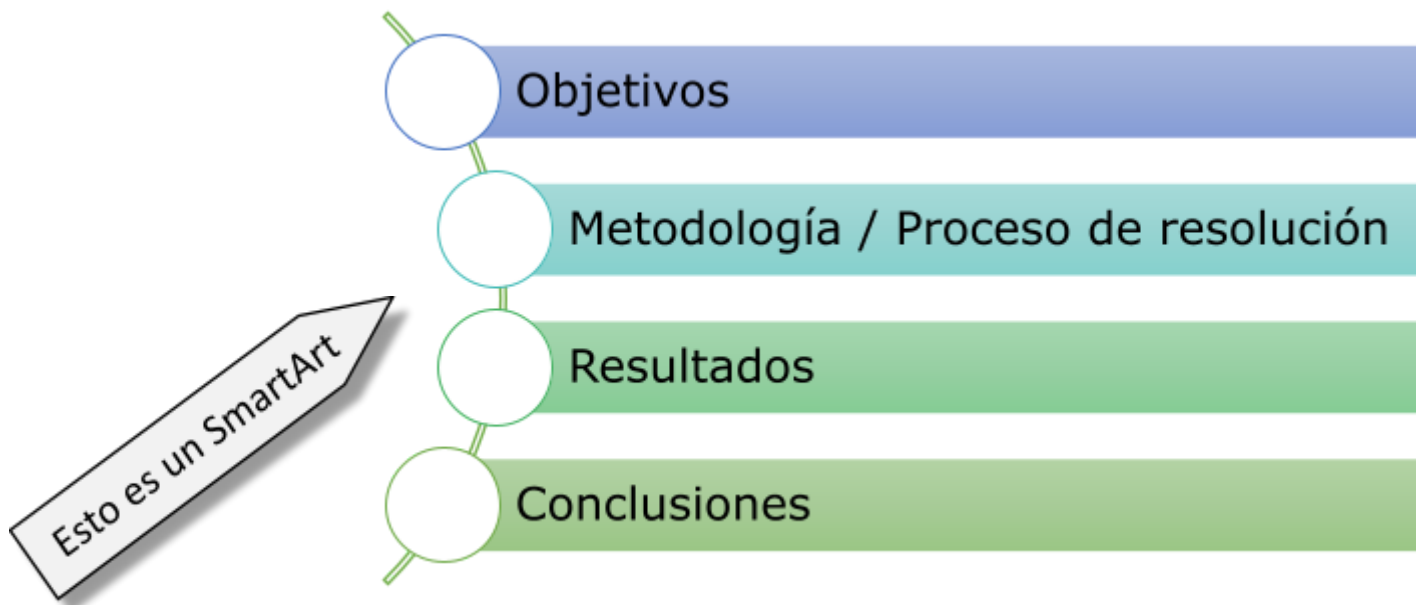 Objetivos
Metodología / Proceso de resolución
Resultados
Conclusiones
Esto es un SmartArt